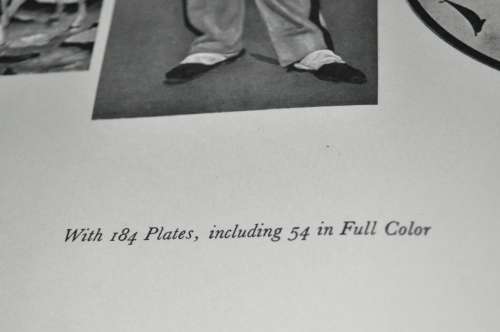 With 184 Plates, including 54 in Full Color